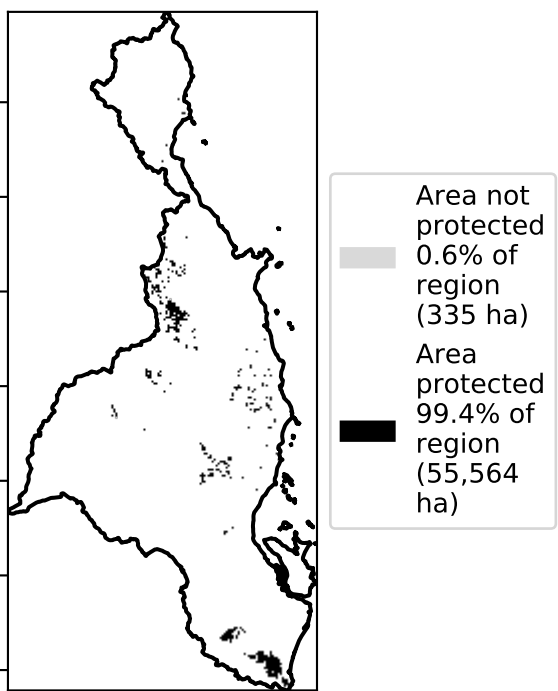 Area not
protected
0.6% of
region
(335 ha)
Area
protected
99.4% of
region
(55,564
ha)